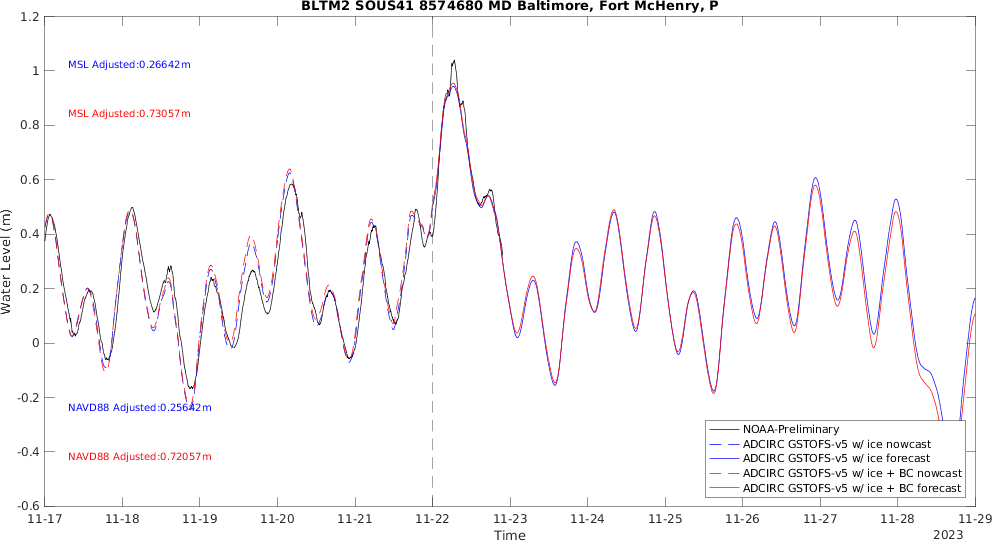 BLTM2 SOUS41 8574680 MD Baltimore, Fort McHenry, P
1.2
1
0.8
0.6
0.4
0.2
0
-0.2
-0.4
-0.6
Water Level (m)
MSL Adjusted:0.26642m
MSL Adjusted:0.73057m
NAVD88 Adjusted:0.25642m
NAVD88 Adjusted:0.72057m
NOAA-Preliminary
ADCIRC GSTOFS-v5 w/ ice nowcast
ADCIRC GSTOFS-v5 w/ ice forecast
ADCIRC GSTOFS-v5 w/ ice + BC nowcast
ADCIRC GSTOFS-v5 w/ ice + BC forecast
11-17 11-18 11-19 11-20 11-21 11-22 11-23 11-24 11-25 11-26 11-27 11-28 11-29
Time
2023